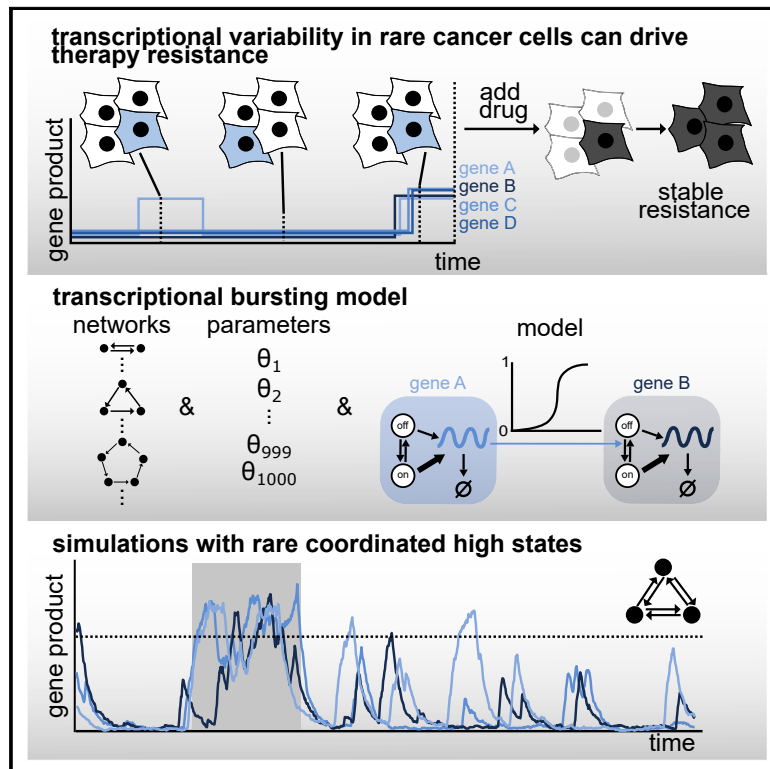 transcriptional variability in rare cancer cells can drive
therapy resistance
add
drug
gene A
gene B
gene C
gene D
stable
resistance
gene product
time
transcriptional bursting model
networks
parameters
model
θ1
θ2
⋮
θ999
θ1000
&
&
1
0
gene A
gene B
off
on
∅
off
on
∅
simulations with rare coordinated high states
gene product
time